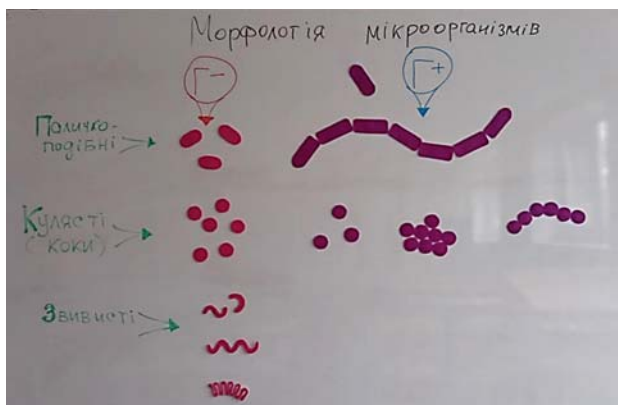 Морфологія мікроорганізмів
Г− Г+
Паличко-
подібні
Кулясті
(коки)
Звивисті